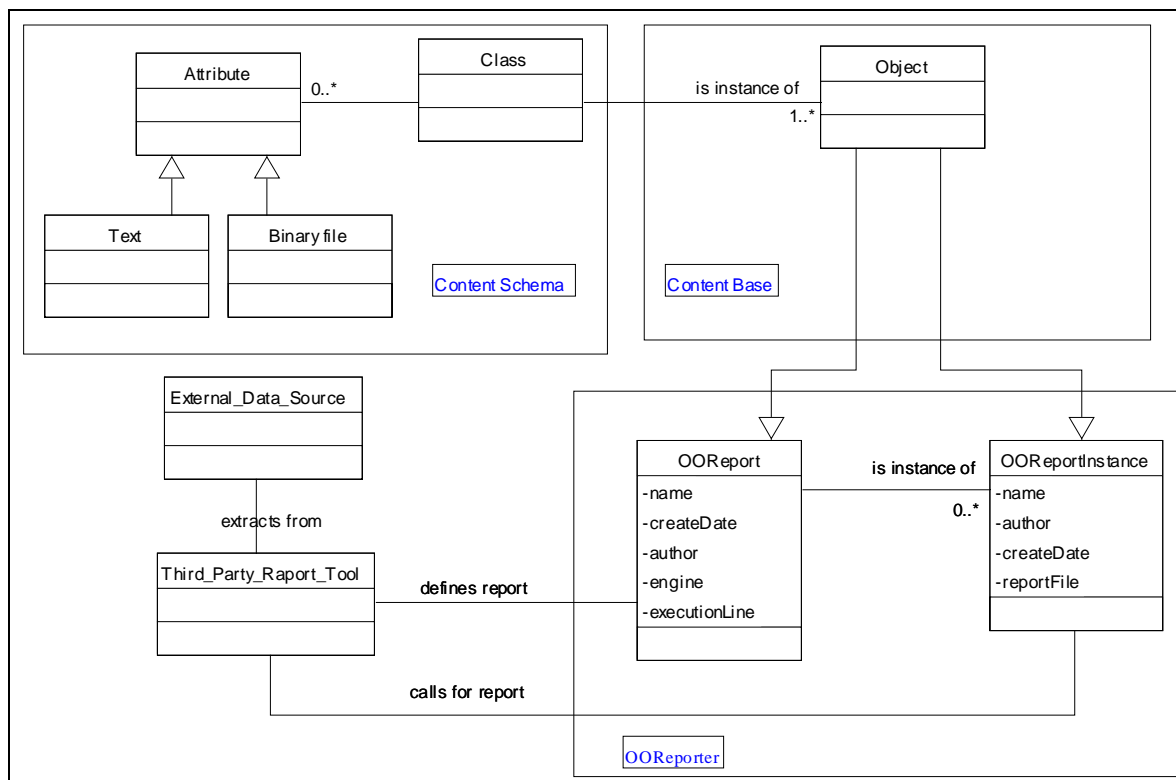 Attribute
Class
Object
0..*
is instance of
1..*
Text
Binaryfile
Content Schema
Content Base
External_Data_Source
extracts from
Third_Party_Raport_Tool
defines report
calls for report
OOReport
-name
-createDate
-author
-engine
-executionLine
is instance of
0..*
OOReportInstance
-name
-author
-createDate
-reportFile
OOReporter